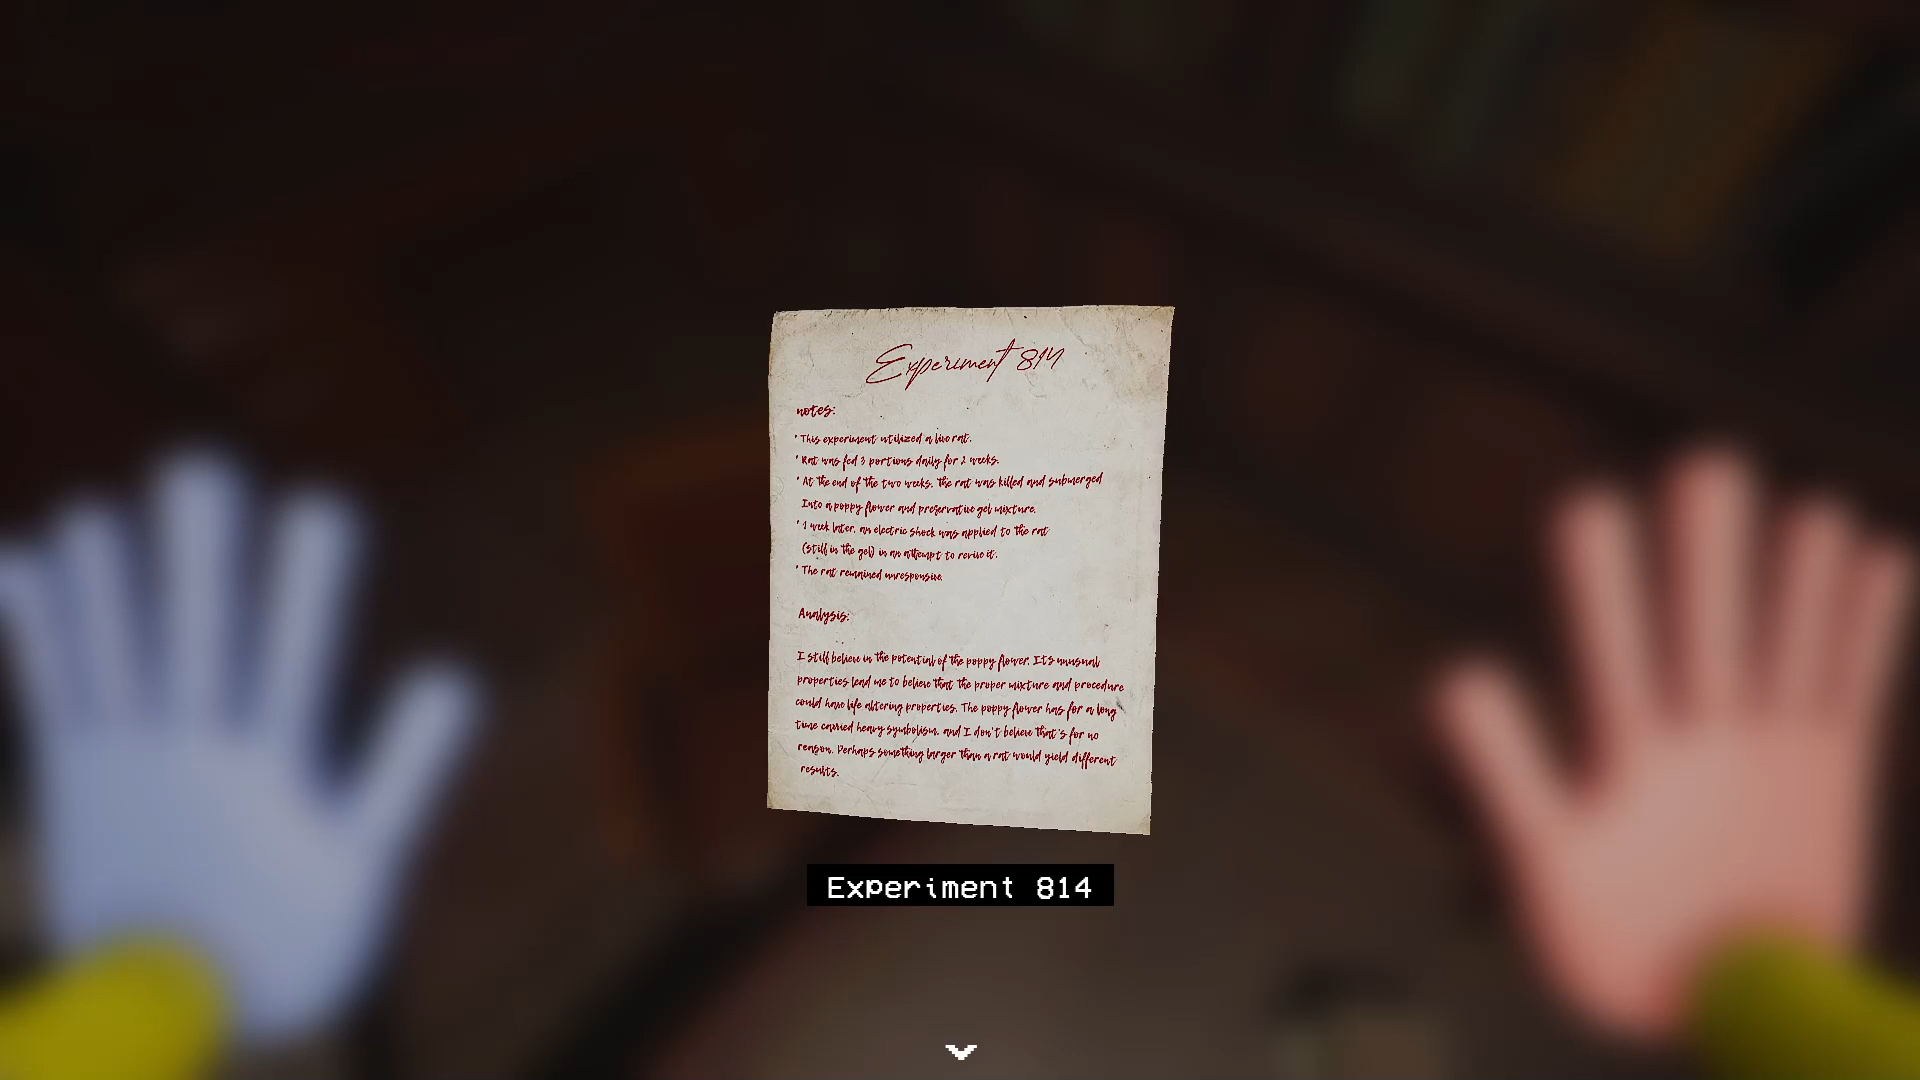 Experiment 814
notes:
• This experiment utilized a live rat.
• Rat was fed 3 portions daily for 2 weeks.
• At the end of the two weeks, the rat was killed and submerged
Into a poppy flower and preservative gel mixture.
• 1 week later, an electric shock was applied to the rat
(still in the gel) in an attempt to revive it.
• The rat remained unresponsive.
Analysis:
I still believe in the potential of the poppy flower. Its unusual
properties lead me to believe that the proper mixture and procedure
could have life altering properties. The poppy flower has for a long
time carried heavy symbolism, and I don't believe that's for no
reason. Perhaps something larger than a rat would yield different
results.
Experiment 814